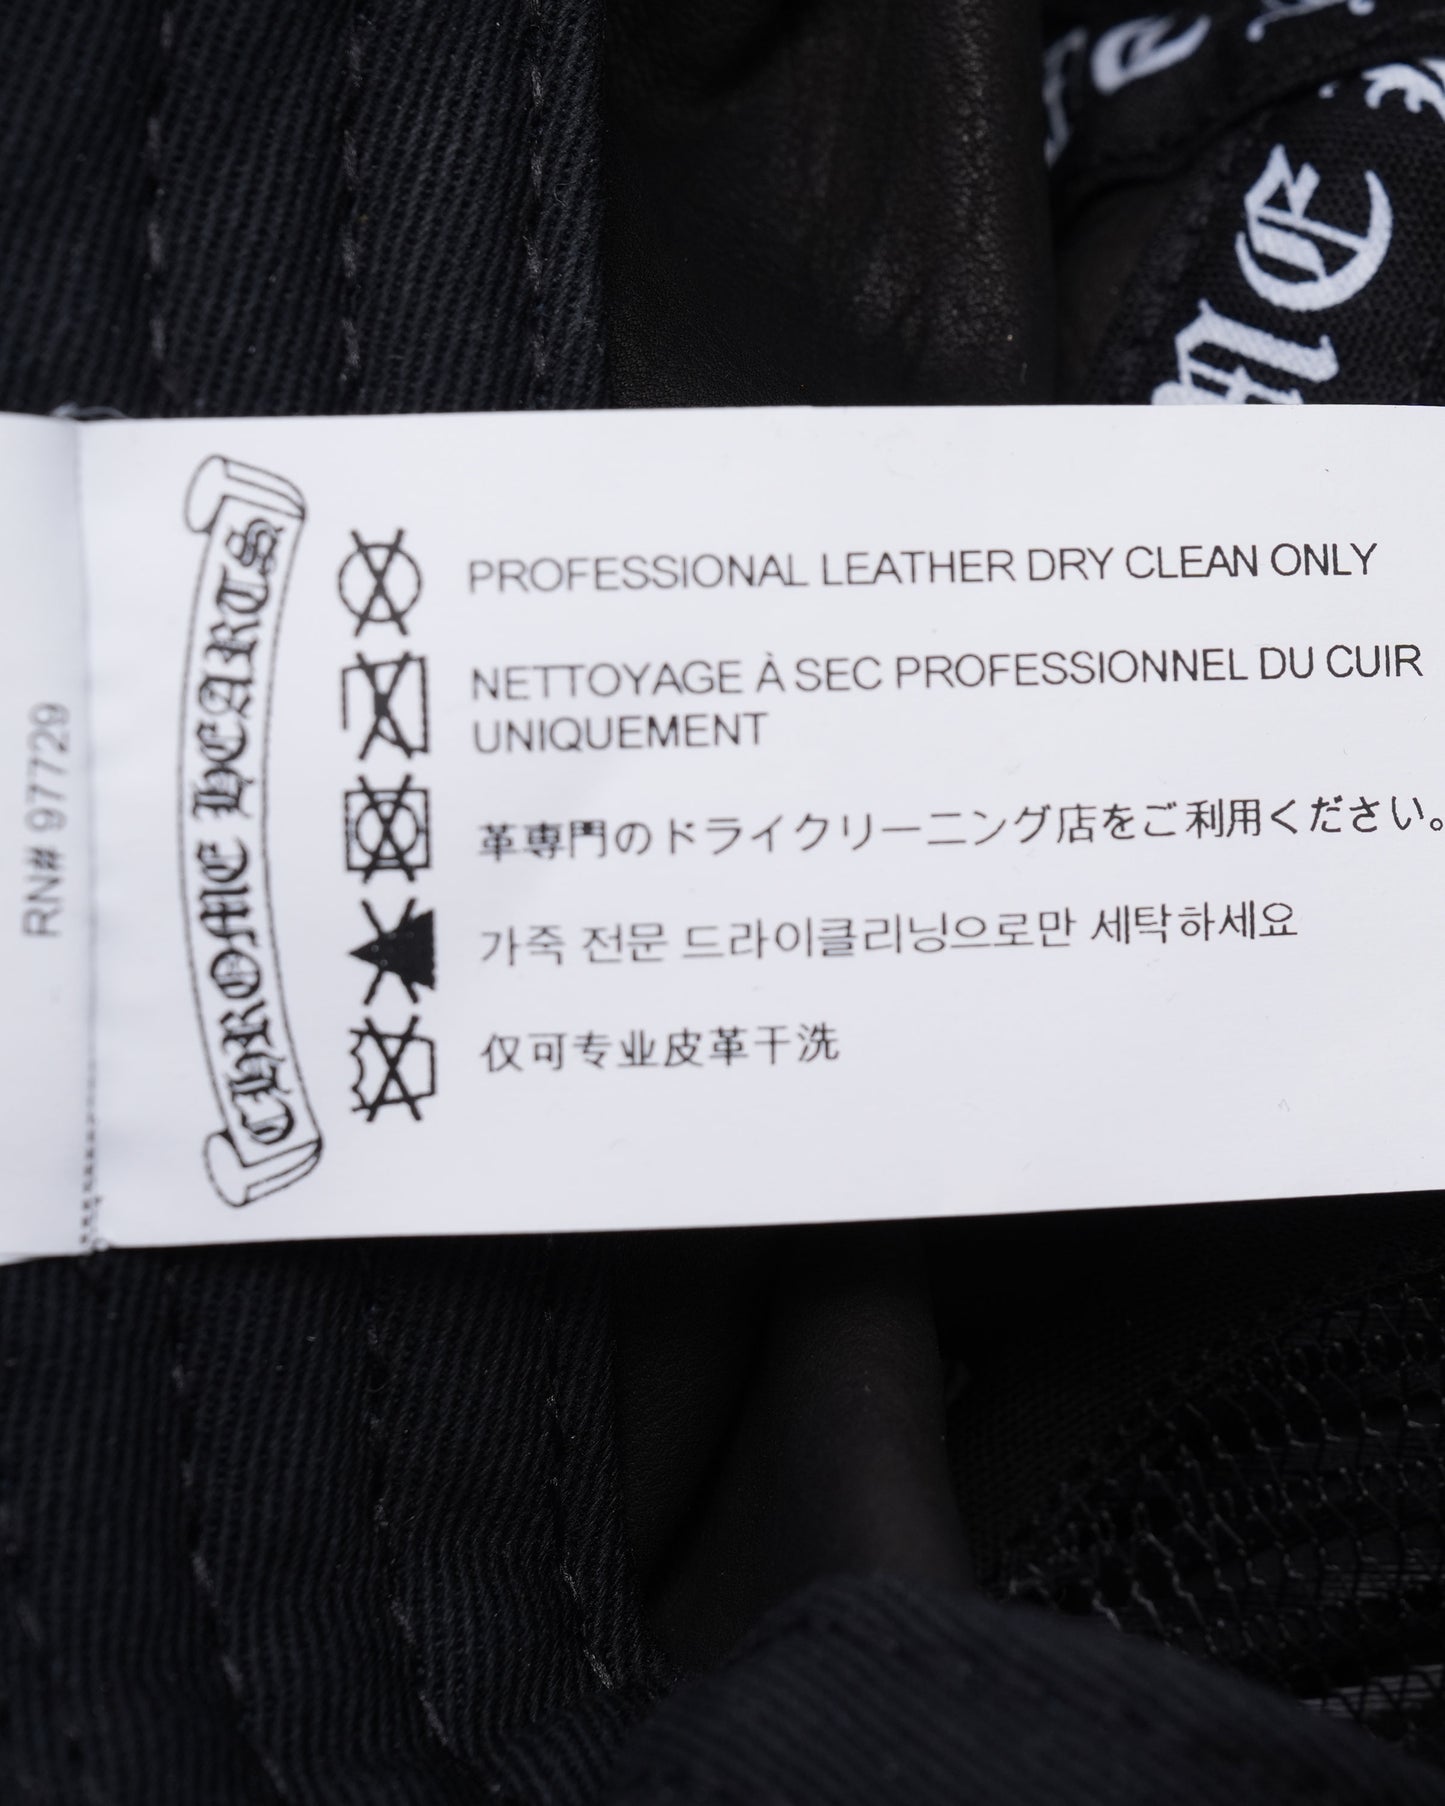 RN# 97729
CHROME HEARTS
PROFESSIONAL LEATHER DRY CLEAN ONLY
NETTOYAGE À SEC PROFESSIONNEL DU CUIR
UNIQUEMENT
革専門のドライクリーニング店をご利用ください。
가죽 전문 드라이클리닝으로만 세탁하세요
仅可专业皮革干洗